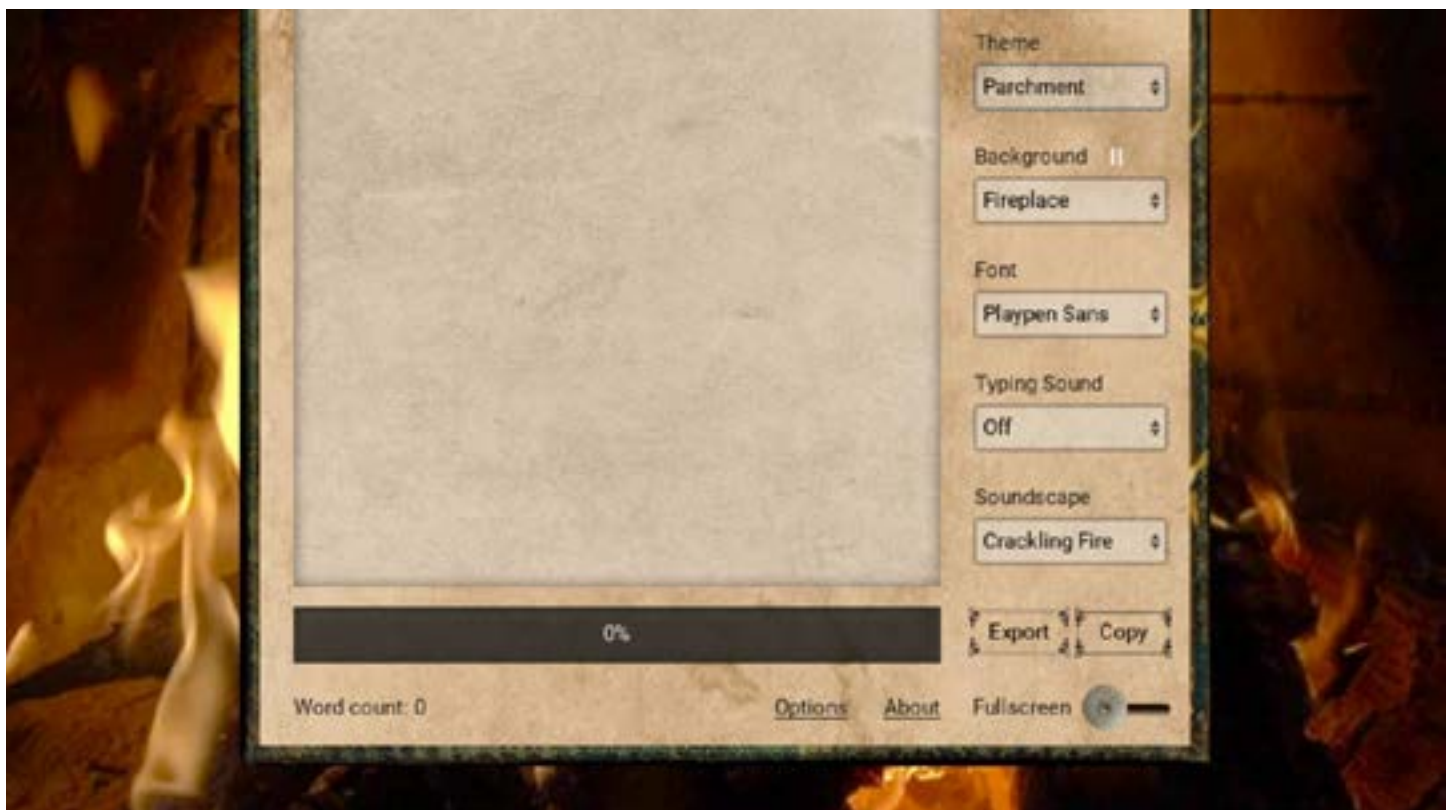 Theme
Parchment
Background
Fireplace
Font
Playpen Sans
Typing Sound
Off
Soundscape
Crackling Fire
0%
Export Copy
Word count: 0 Options About Fullscreen